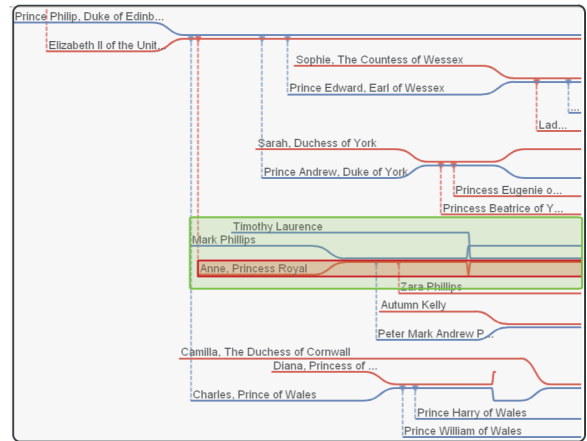 Prince Philip, Duke of Edinb...
Elizabeth II of the Unit...
Sophie, The Countess of Wessex
Prince Edward, Earl of Wessex
...
Lad...
Sarah, Duchess of York
Prince Andrew, Duke of York
Princess Eugenie o...
Princess Beatrice of Y...
Timothy Laurence
Mark Phillips
Anne, Princess Royal
Zara Phillips
Autumn Kelly
Peter Mark Andrew P...
Camilla, The Duchess of Cornwall
Diana, Princess of ...
Charles, Prince of Wales
Prince Harry of Wales
Prince William of Wales